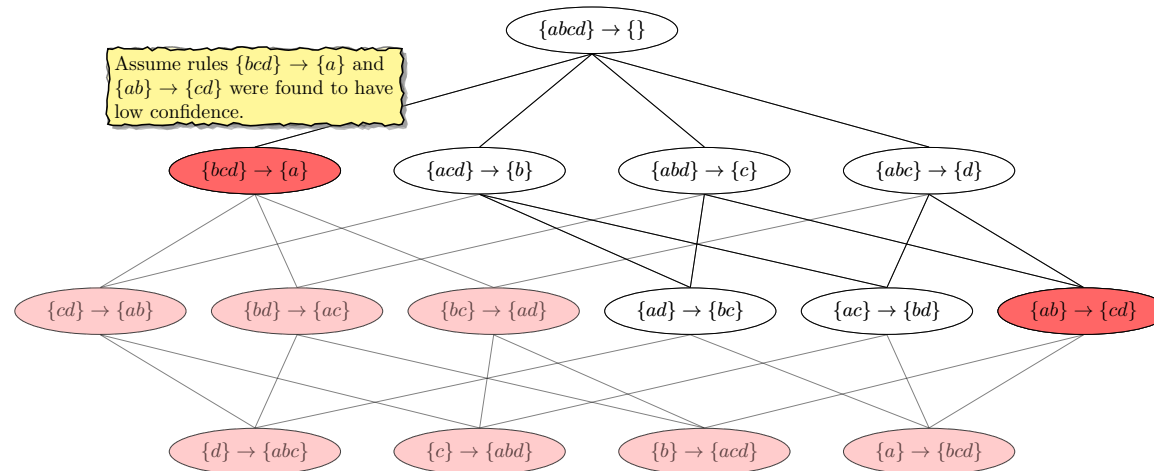 {abcd} → {}
Assume rules {bcd} → {a} and
{ab} → {cd} were found to have
low confidence.
{bcd} → {a}
{acd} → {b}
{abd} → {c}
{abc} → {d}
{cd} → {ab}
{bd} → {ac}
{bc} → {ad}
{ad} → {bc}
{ac} → {bd}
{ab} → {cd}
{d} → {abc}
{c} → {abd}
{b} → {acd}
{a} → {bcd}